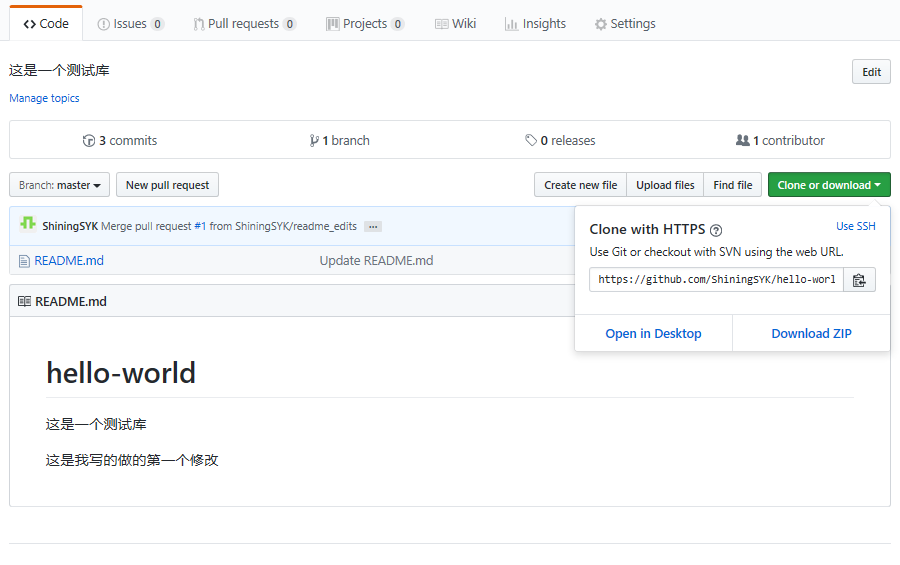 Code Issues 0 Pull requests 0 Projects 0 Wiki Insights Settings
这是一个测试库 Edit
Manage topics
3 commits 1 branch 0 releases 1 contributor
Branch: master New pull request Create new file Upload files Find file Clone or download
ShiningSYK Merge pull request #1 from ShiningSYK/readme_edits ...
README.md Update README.md
Clone with HTTPS ? Use SSH
Use Git or checkout with SVN using the web URL.
https://github.com/ShiningSYK/hello-worl
Open in Desktop Download ZIP
README.md
hello-world
这是一个测试库
这是我写的做的第一个修改